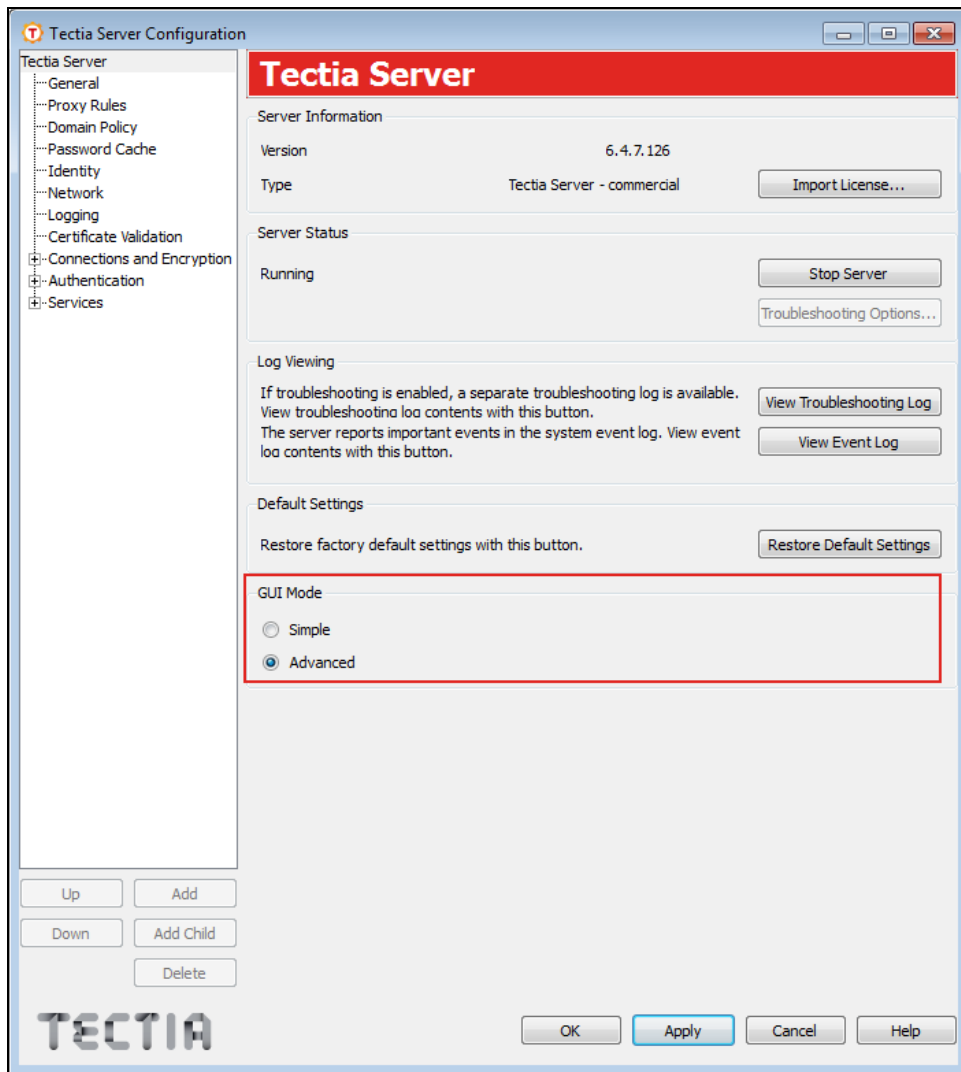 Tectia Server Configuration
Tectia Server
General
Proxy Rules
Domain Policy
Password Cache
Identity
Network
Logging
Certificate Validation
Connections and Encryption
Authentication
Services
Up
Add
Down
Add Child
Delete
TECTIA
Tectia Server
Server Information
Version 6.4.7.126
Type Tectia Server - commercial Import License...
Server Status
Running Stop Server
Troubleshooting Options...
Log Viewing
If troubleshooting is enabled, a separate troubleshooting log is available.
View troubleshooting log contents with this button.
View Troubleshooting Log
The server reports important events in the system event log. View event
log contents with this button.
View Event Log
Default Settings
Restore factory default settings with this button. Restore Default Settings
GUI Mode
Simple
Advanced
OK Apply Cancel Help